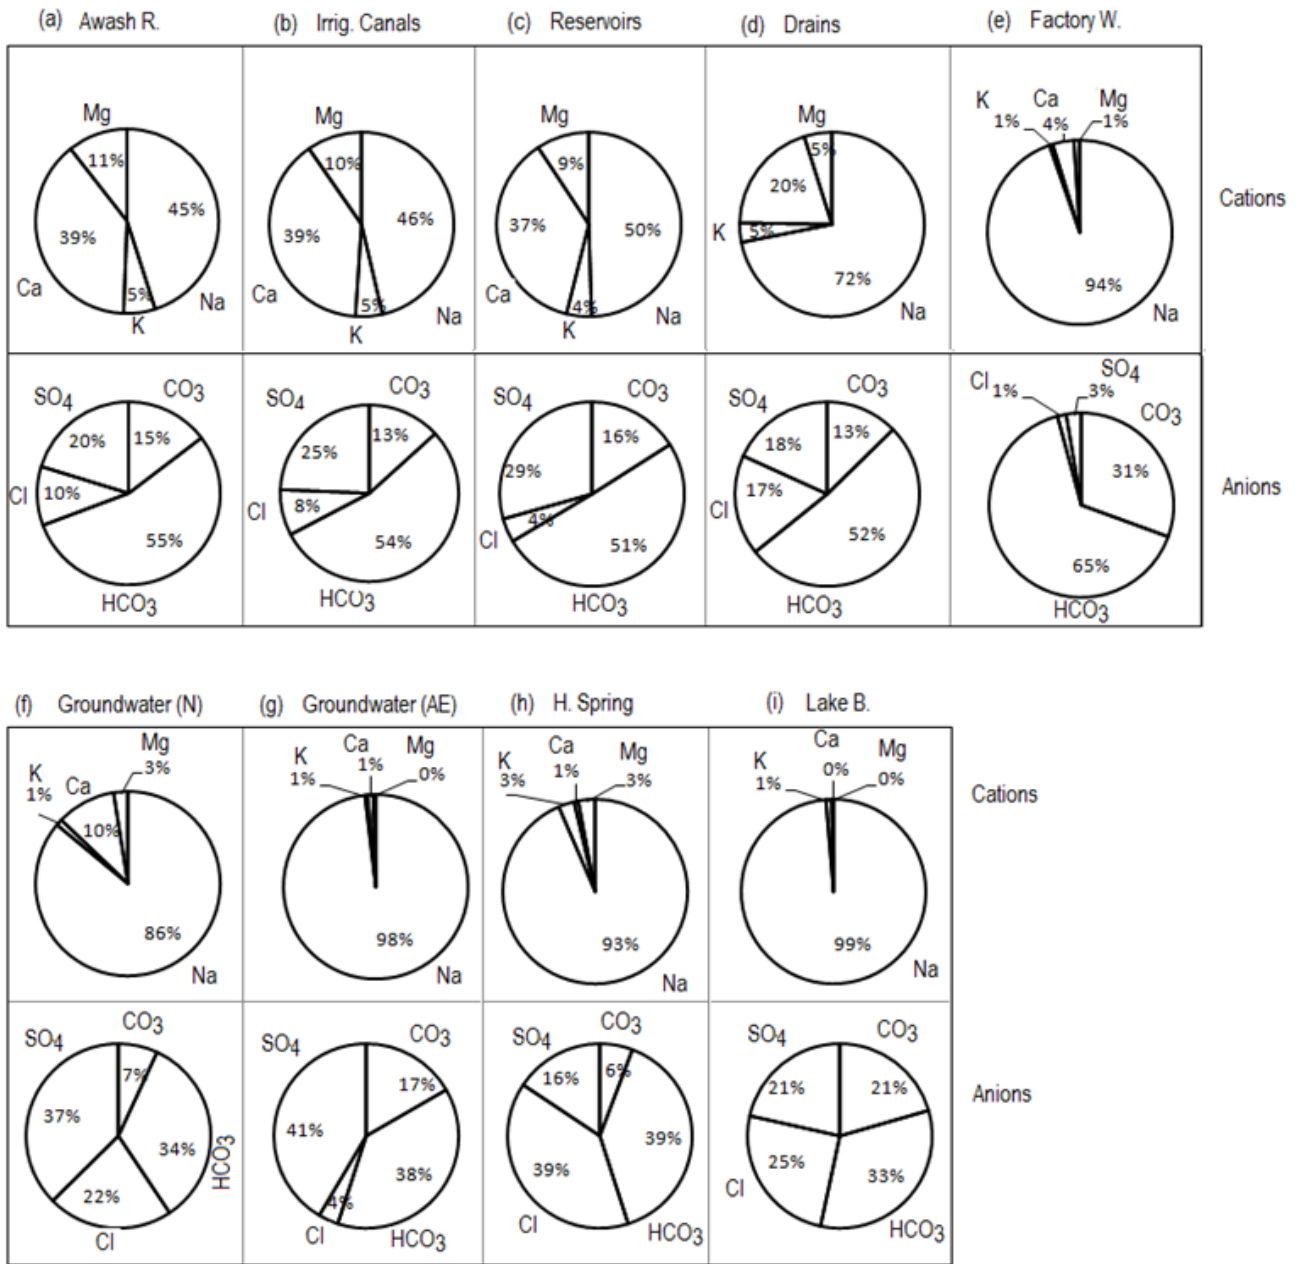 (a) Awash R.
(b) Irrig. Canals
(c) Reservoirs
(d) Drains
(e) Factory W.
Mg
11%
45%
39%
5%
Ca
K
Na
Mg
10%
46%
39%
5%
Ca
K
Na
Mg
9%
50%
37%
4%
Ca
K
Na
Mg
5%
20%
K
5%
72%
Na
K
1%
Ca
4%
Mg
1%
94%
Na
Cations
SO4
CO3
20%
15%
Cl
10%
55%
HCO3
SO4
CO3
25%
13%
Cl
8%
54%
HCO3
SO4
CO3
16%
29%
4%
Cl
51%
HCO3
SO4
CO3
18%
13%
Cl
17%
52%
HCO3
Cl
1%
SO4
3%
CO3
31%
65%
HCO3
Anions
(f) Groundwater (N)
(g) Groundwater (AE)
(h) H. Spring
(i) Lake B.
K
1%
Ca
10%
Mg
3%
86%
Na
K
1%
Ca
1%
Mg
0%
98%
Na
K
3%
Ca
1%
Mg
3%
93%
Na
K
1%
Ca
0%
Mg
0%
99%
Na
Cations
SO4
CO3
7%
37%
34%
HCO3
22%
Cl
SO4
CO3
17%
41%
38%
4%
Cl
HCO3
SO4
CO3
16%
6%
39%
39%
Cl
HCO3
SO4
CO3
21%
21%
25%
33%
Cl
HCO3
Anions